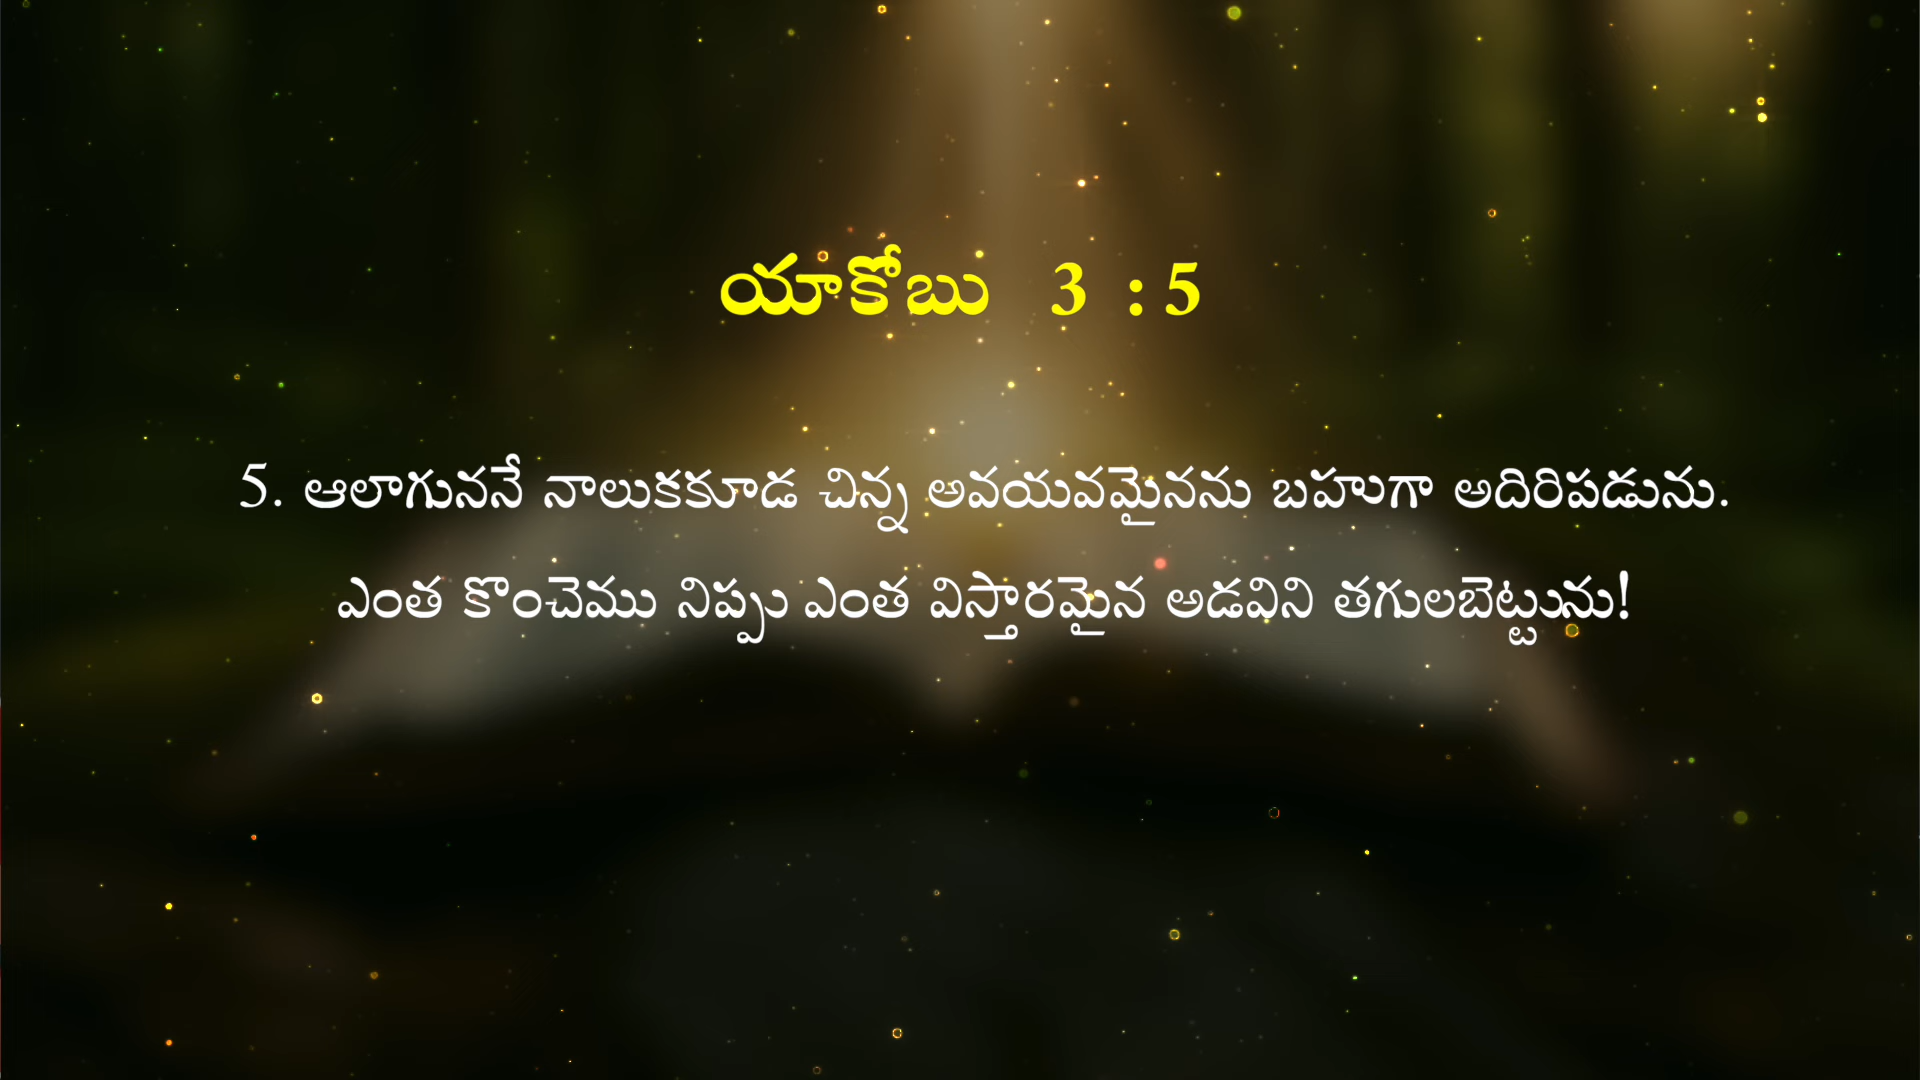 యాకోబు 3 : 5
5. ఆలాగుననే నాలుకకూడ చిన్న అవయవమైనను బహుగా అదిరిపడును.
ఎంత కొంచెము నిప్పు ఎంత విస్తారమైన అడవిని తగులబెట్టును!